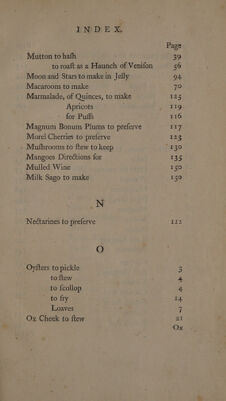 INDEX.
Page
Mutton to hash 39
to roast as a Haunch of Venison 56
Moon and Stars to make in Jelly 94
Macaroons to make 70
Marmalade, of Quinces, to make 145
Apricots 119
for Puffs 116
Magnum Bonum Plums to preserve 117
Morel Cherries to preserve 123
Mushrooms to stew to keep 130
Mangoes Directions for 135
Mulled Wine 150
Milk Sago to make 150
N
Nectarines to preserve 122
O
Oysters to pickle 3
to stew 4
to scollop 4
to fry 14
Loaves 7
Ox Cheek to stew 21
Ox